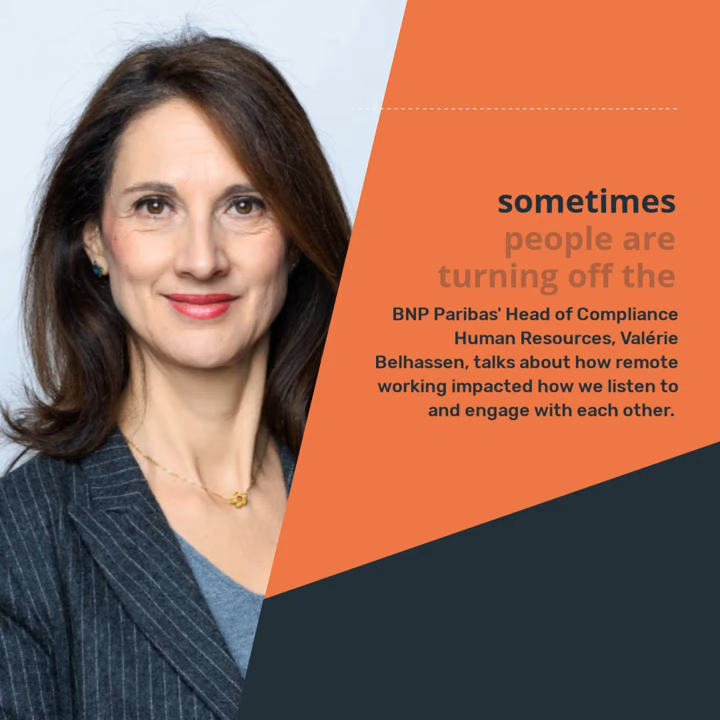 sometimes
people are
turning off the
BNP Paribas' Head of Compliance
Human Resources, Valérie
Belhassen, talks about how remote
working impacted how we listen to
and engage with each other.